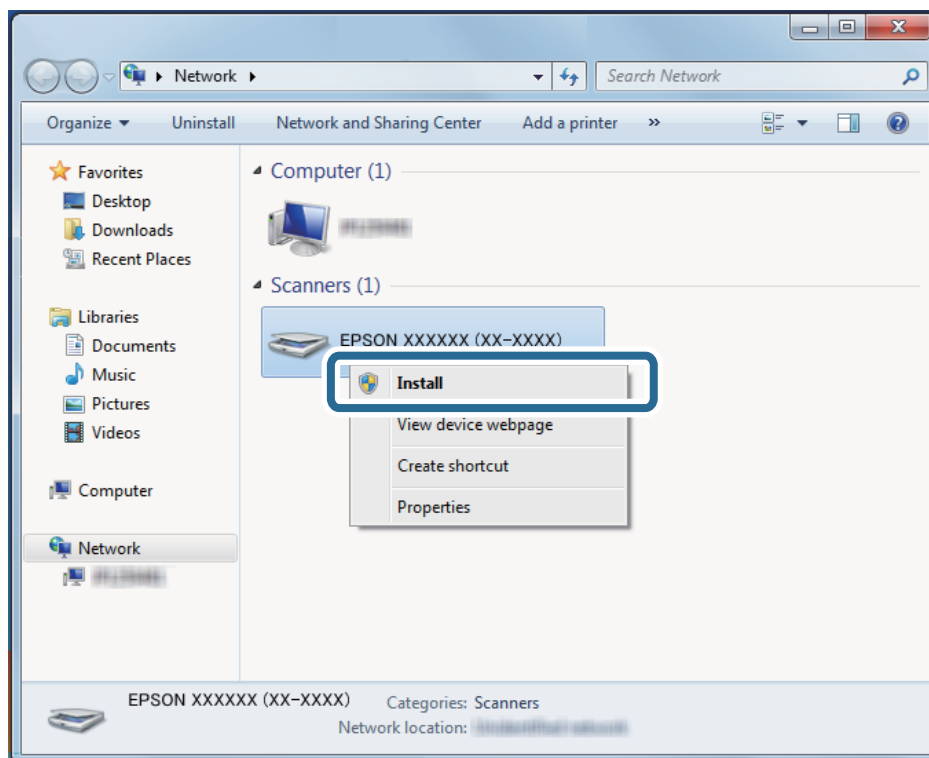 Network
Search Network
Organize Uninstall Network and Sharing Center Add a printer »
Favorites
Desktop
Downloads
Recent Places
Libraries
Documents
Music
Pictures
Videos
Computer
Network
Computer (1)
Scanners (1)
EPSON XXXXXX (XX-XXXX)
Install
View device webpage
Create shortcut
Properties
EPSON XXXXXX (XX-XXXX) Categories: Scanners
Network location: